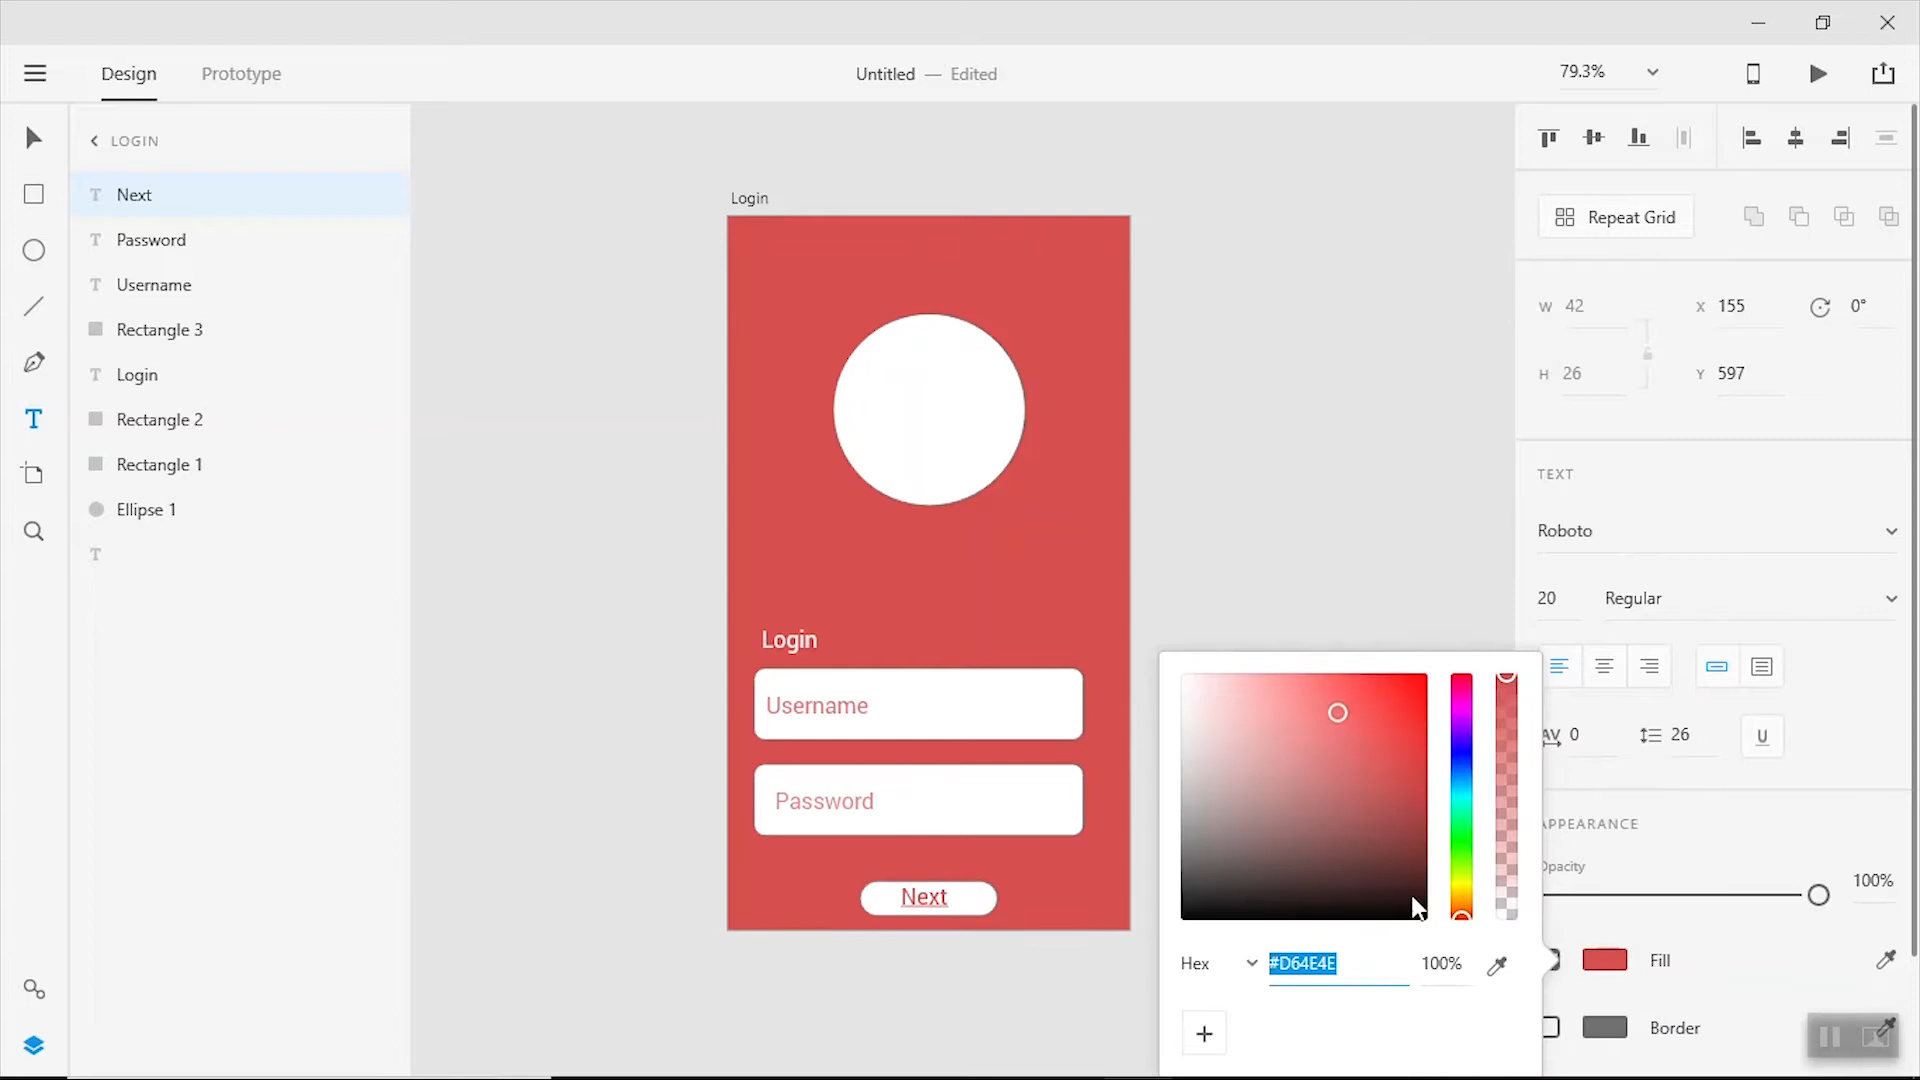 Design
Prototype
Untitled — Edited
79.3%
LOGIN
T Next
T Password
T Username
Rectangle 3
T Login
Rectangle 2
Rectangle 1
Ellipse 1
T
T
Login
Login
Username
Password
Next
Repeat Grid
W 42
X 155
0°
H 26
Y 597
TEXT
Roboto
20
Regular
AV 0
26
U
APPEARANCE
Opacity
100%
Hex
#D64E4E
100%
Fill
Border